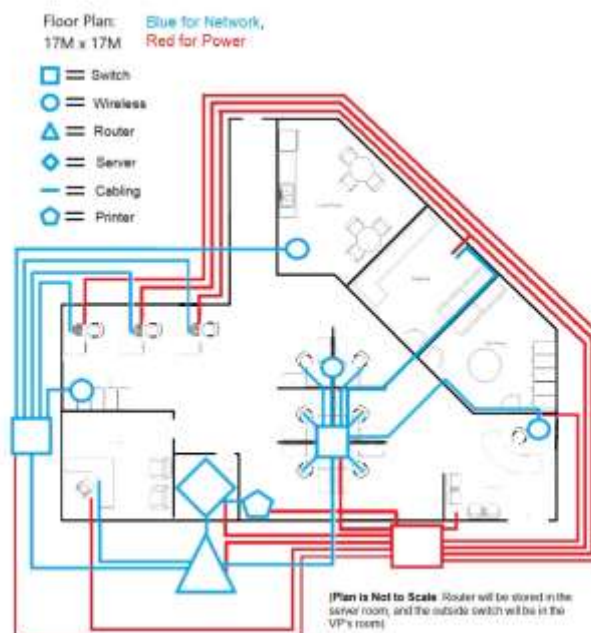 Floor Plan: Blue for Network,
17M x 17M Red for Power
Switch
Wireless
Router
Server
Cabling
Printer
(Plan is Not to Scale Router will be stored in the
server room, and the outside switch will be in the
VP's room)